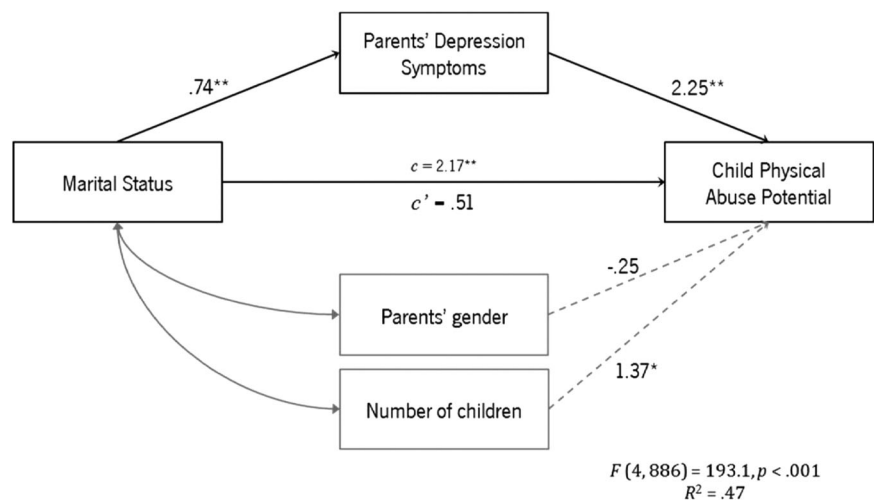 Parents' Depression
Symptoms
.74**
2.25**
Marital Status
c = 2.17**
c’ = .51
Child Physical
Abuse Potential
Parents' gender
-.25
Number of children
1.37*
F (4, 886) = 193.1, p < .001
R² = .47